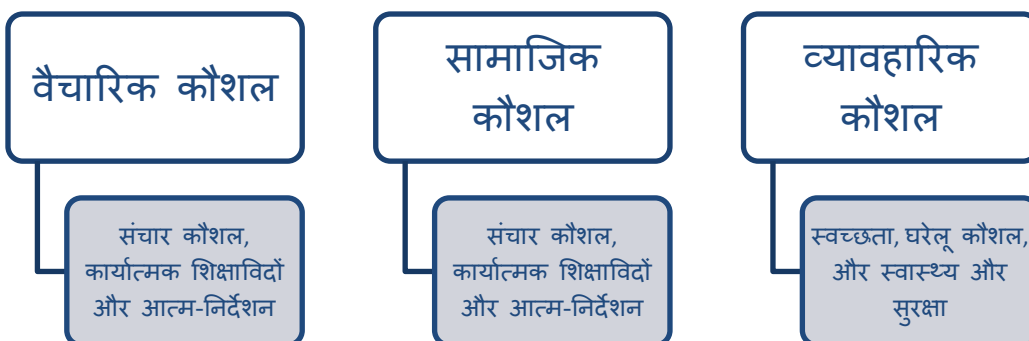 वैचारिक कौशल
संचार कौशल,
कार्यात्मक शिक्षाविदों
और आत्म-निर्देशन
सामाजिक
कौशल
संचार कौशल,
कार्यात्मक शिक्षाविदों
और आत्म-निर्देशन
व्यावहारिक
कौशल
स्वच्छता, घरेलू कौशल,
और स्वास्थ्य और
सुरक्षा